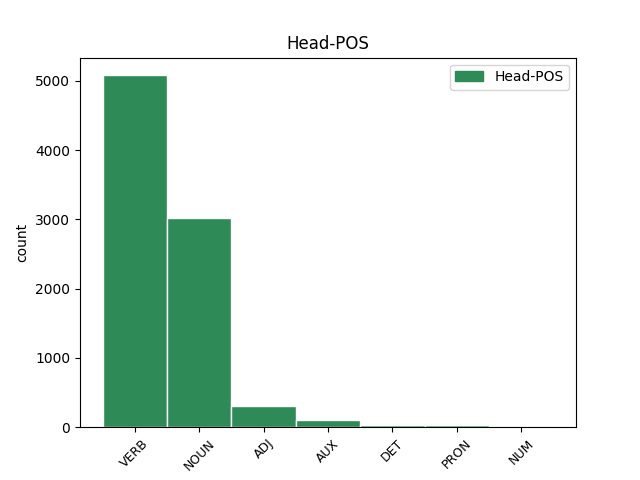 Head-POS
Head-POS
5000
4000
3000
2000
1000
0
count
VERB
NOUN
ADJ
AUX
DET
PRON
NUM